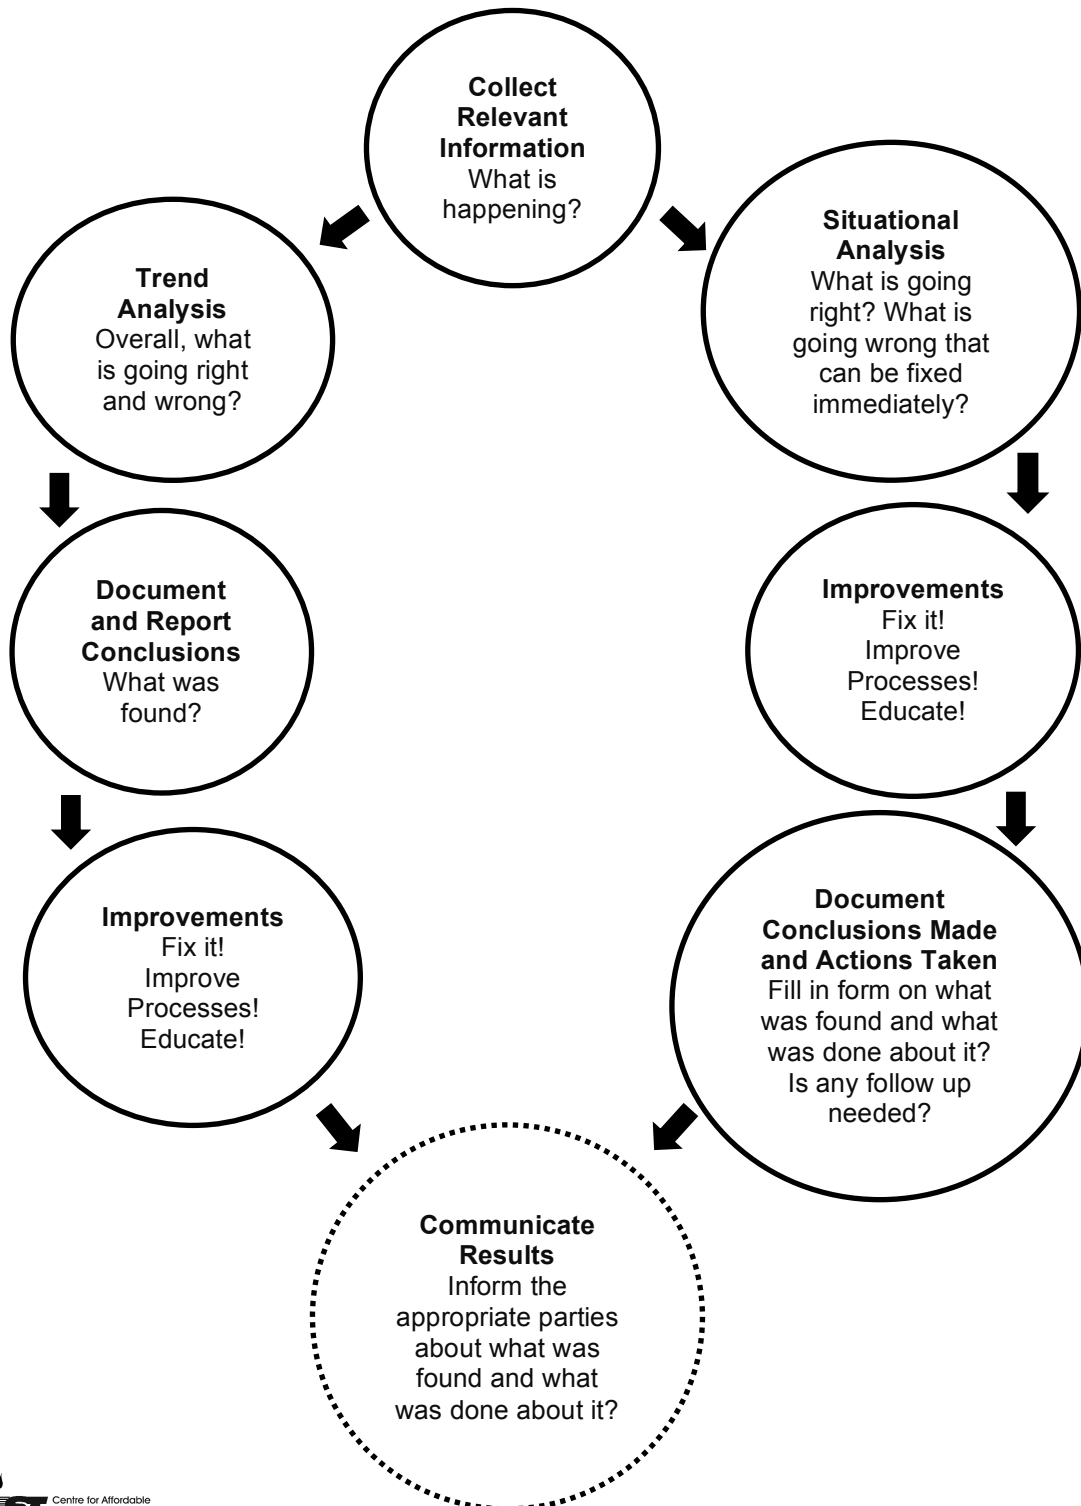 Collect
Relevant
Information
What is
happening?
Trend
Analysis
Overall, what
is going right
and wrong?
Situational
Analysis
What is going
right? What is
going wrong that
can be fixed
immediately?
Document
and Report
Conclusions
What was
found?
Improvements
Fix it!
Improve
Processes!
Educate!
Improvements
Fix it!
Improve
Processes!
Educate!
Document
Conclusions Made
and Actions Taken
Fill in form on what
was found and what
was done about it?
Is any follow up
needed?
Communicate
Results
Inform the
appropriate parties
about what was
found and what
was done about it?
Centre for Affordable